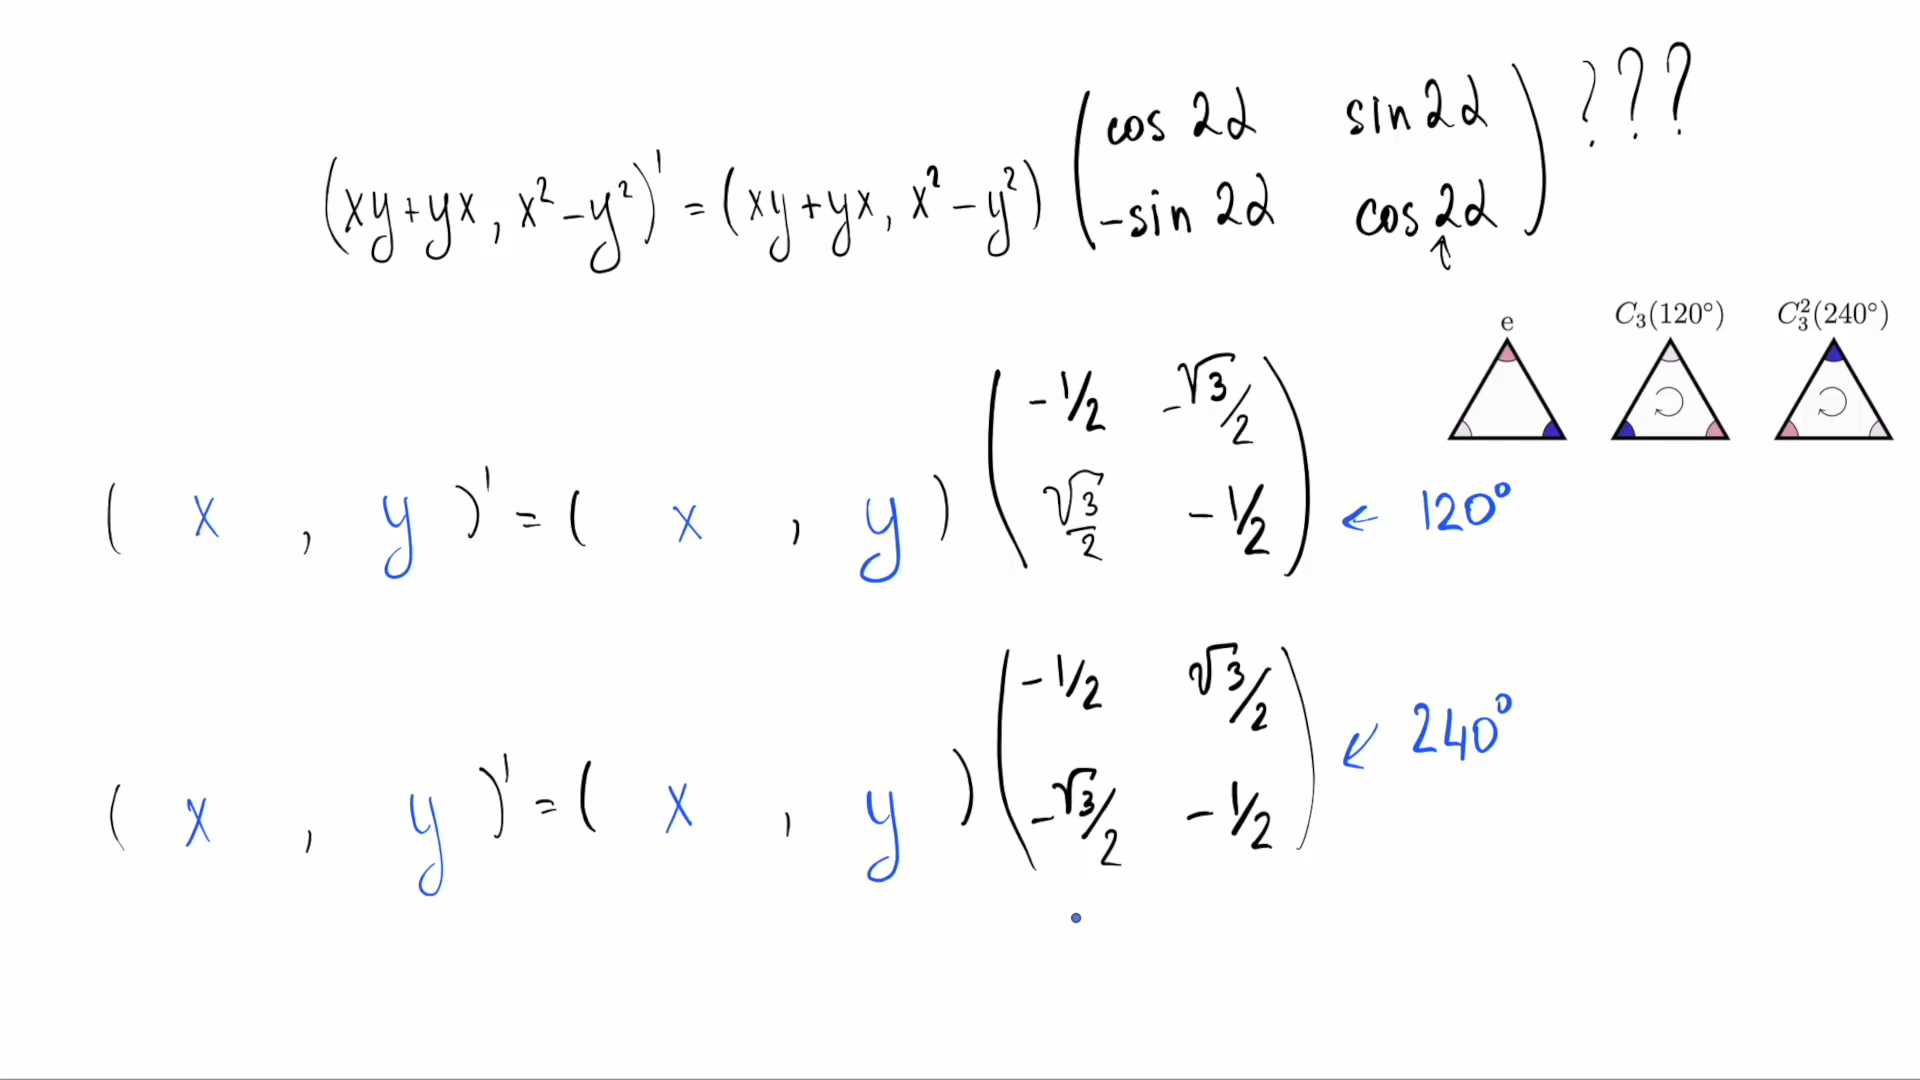 (xy+yx, x²-y²)' = (xy+yx, x²-y²) ( cos 2α sin 2α ) ???
( -sin 2α cos 2α )
e C₃(120°) C₃²(240°)
( -1/2 -√3/2 )
( x , y )' = ( x , y ) ( √3/2 -1/2 ) ← 120°
( -1/2 √3/2 )
( x , y )' = ( x , y ) ( -√3/2 -1/2 ) ↙ 240°